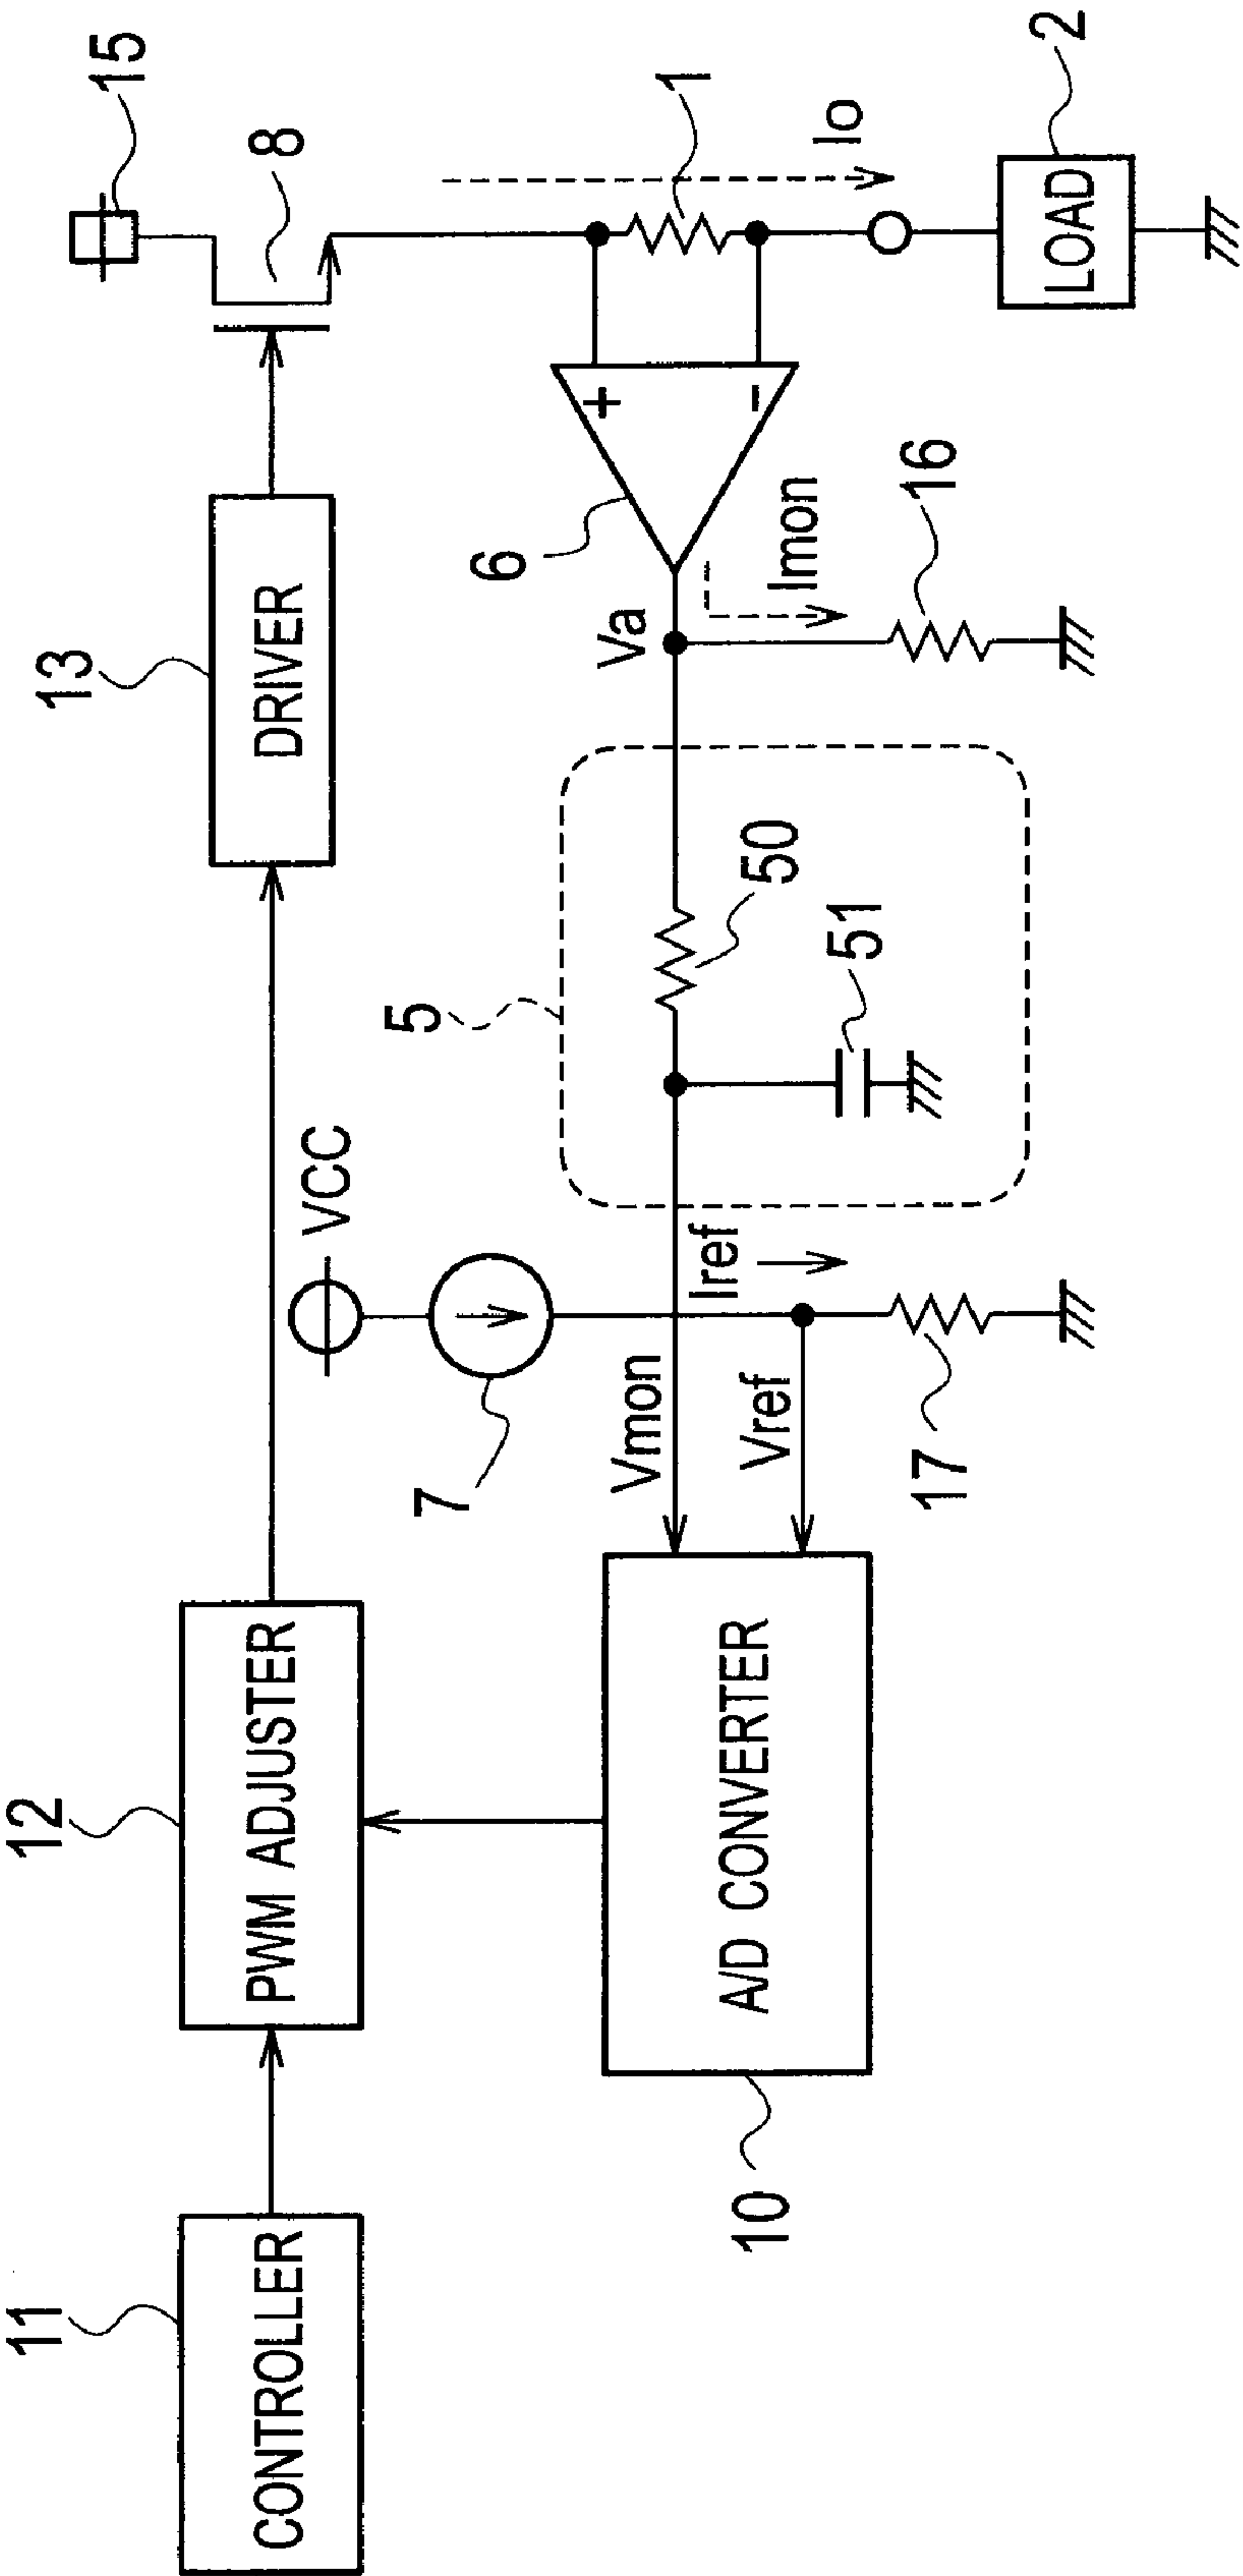 11
CONTROLLER
12
PWM ADJUSTER
13
DRIVER
15
8
VCC
7
5
50
51
Va
6
+
-
1
Io
Imon
16
Iref
Vmon
Vref
17
A/D CONVERTER
10
LOAD
2